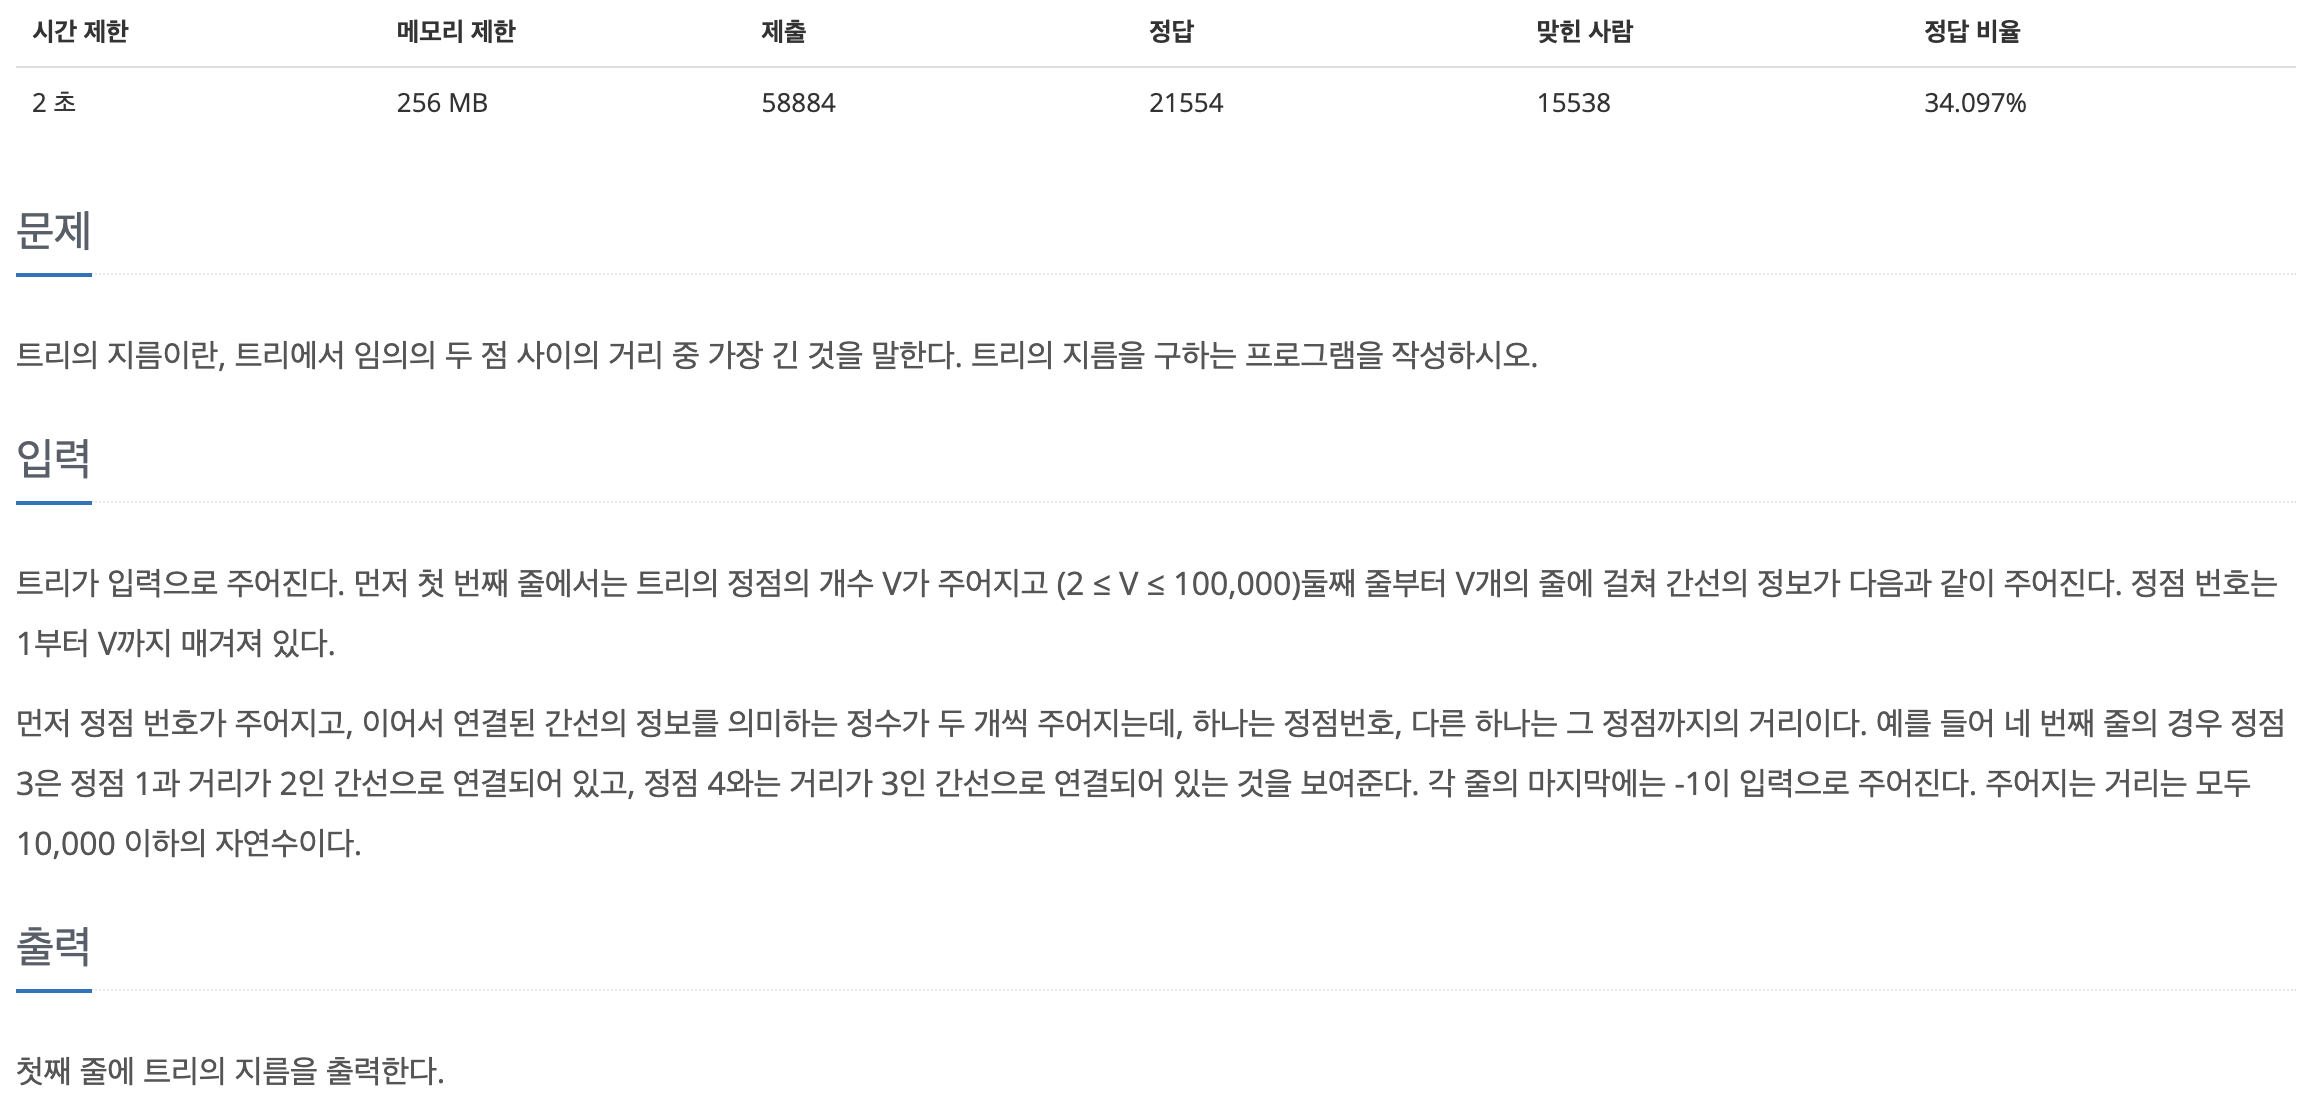 시간 제한 메모리 제한 제출 정답 맞힌 사람 정답 비율
2 초 256 MB 58884 21554 15538 34.097%
문제
트리의 지름이란, 트리에서 임의의 두 점 사이의 거리 중 가장 긴 것을 말한다. 트리의 지름을 구하는 프로그램을 작성하시오.
입력
트리가 입력으로 주어진다. 먼저 첫 번째 줄에서는 트리의 정점의 개수 V가 주어지고 (2 ≤ V ≤ 100,000)둘째 줄부터 V개의 줄에 걸쳐 간선의 정보가 다음과 같이 주어진다. 정점 번호는
1부터 V까지 매겨져 있다.
먼저 정점 번호가 주어지고, 이어서 연결된 간선의 정보를 의미하는 정수가 두 개씩 주어지는데, 하나는 정점번호, 다른 하나는 그 정점까지의 거리이다. 예를 들어 네 번째 줄의 경우 정점
3은 정점 1과 거리가 2인 간선으로 연결되어 있고, 정점 4와는 거리가 3인 간선으로 연결되어 있는 것을 보여준다. 각 줄의 마지막에는 -1이 입력으로 주어진다. 주어지는 거리는 모두
10,000 이하의 자연수이다.
출력
첫째 줄에 트리의 지름을 출력한다.